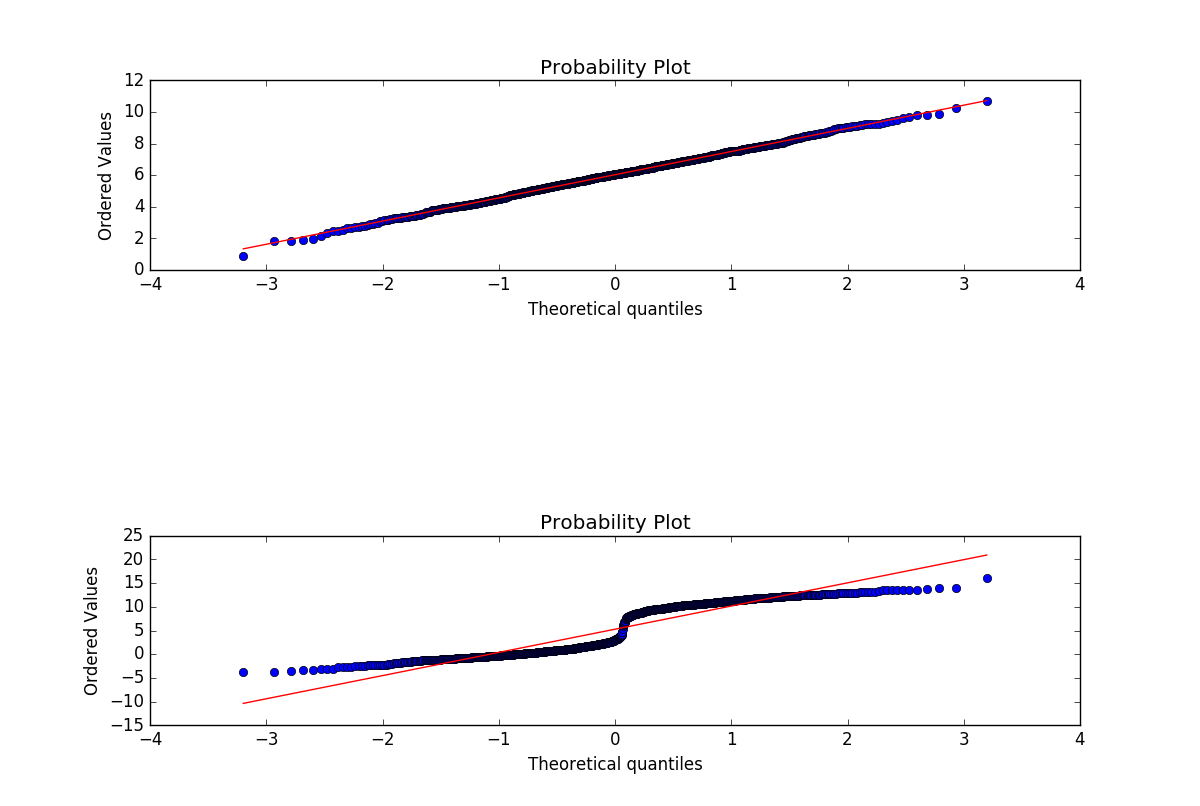 Probability Plot
12
10
8
6
4
2
0
Ordered Values
−4 −3 −2 −1 0 1 2 3 4
Theoretical quantiles
Probability Plot
25
20
15
10
5
0
−5
−10
−15
Ordered Values
−4 −3 −2 −1 0 1 2 3 4
Theoretical quantiles